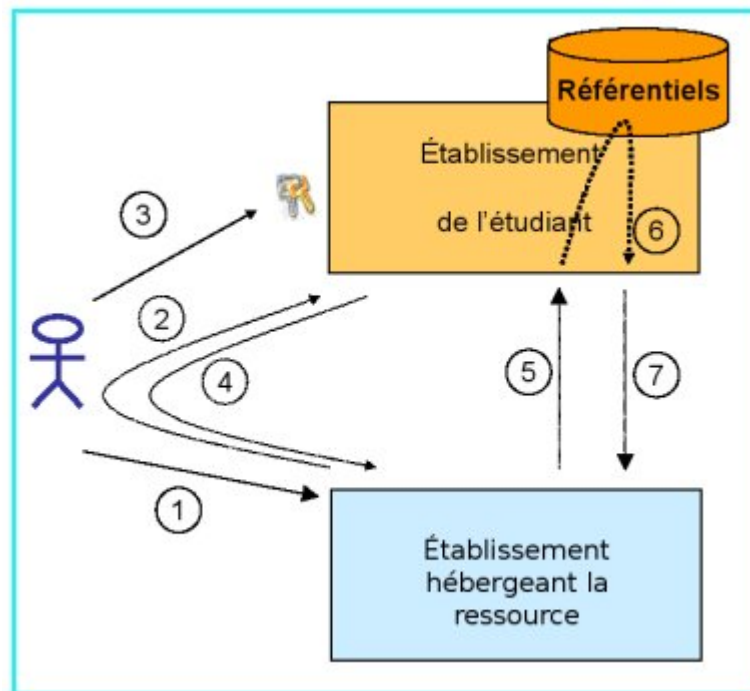 Référentiels
Établissement
de l'étudiant
3
6
2
4
5
7
1
Établissement
hébergeant la
ressource